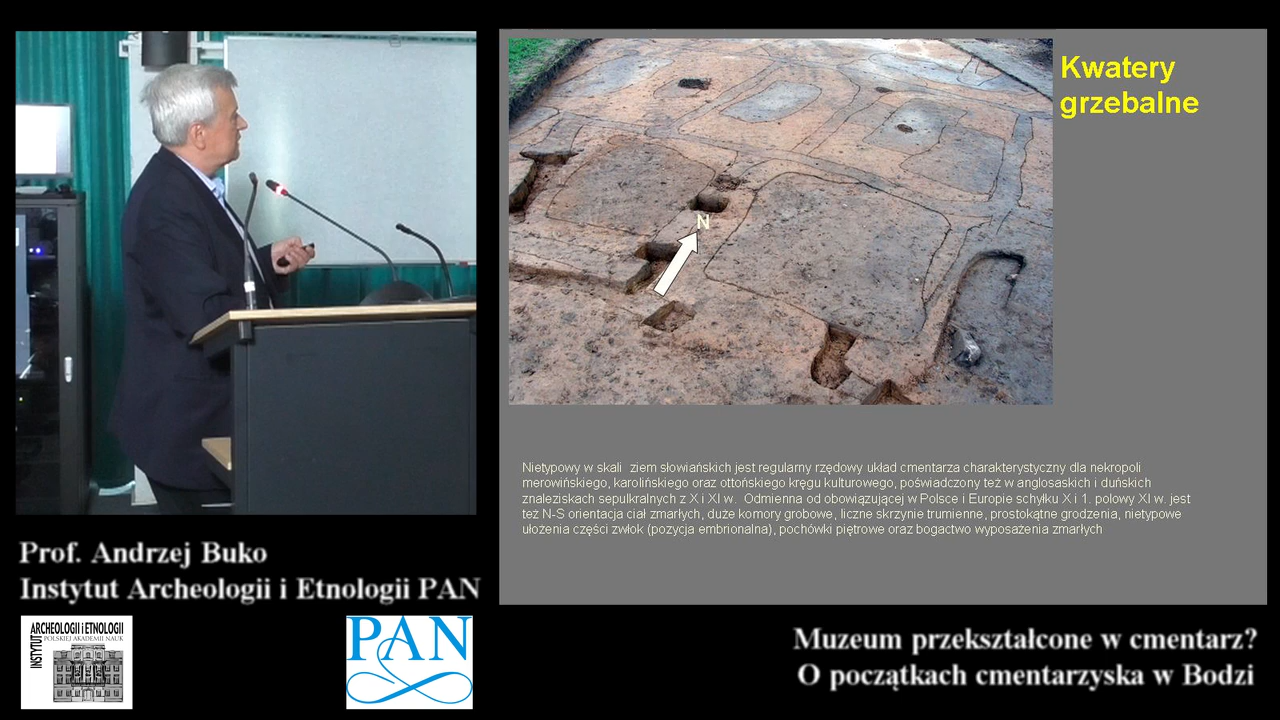 Kwatery
grzebalne
N
Nietypowy w skali ziem słowiańskich jest regularny rzędowy układ cmentarza charakterystyczny dla nekropoli
merowińskiego, karolińskiego oraz ottońskiego kręgu kulturowego, poświadczony też w anglosaskich i duńskich
znaleziskach sepulkralnych z X i XI w. Odmienna od obowiązującej w Polsce i Europie schyłku X i 1. polowy XI w. jest
też N-S orientacja ciał zmarłych, duże komory grobowe, liczne skrzynie trumienne, prostokątne grodzenia, nietypowe
ułożenia części zwłok (pozycja embrionalna), pochówki piętrowe oraz bogactwo wyposażenia zmarłych
Prof. Andrzej Buko
Instytut Archeologii i Etnologii PAN
INSTYTUT
ARCHEOLOGII i ETNOLOGII
POLSKIEJ AKADEMII NAUK
PAN
Muzeum przekształcone w cmentarz?
O początkach cmentarzyska w Bodzi